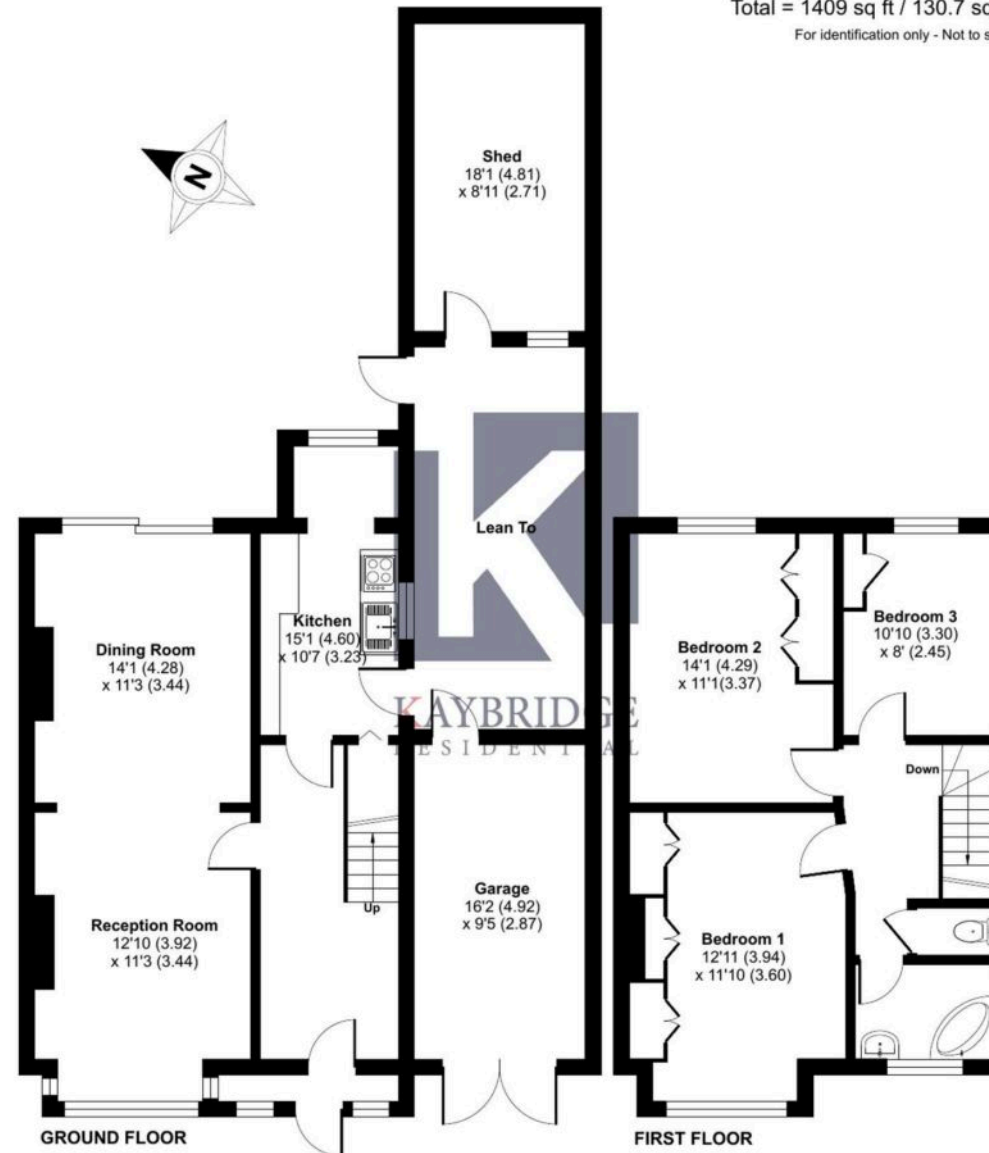 Total = 1409 sq ft / 130.7 sq
For identification only - Not to s
N
Shed
18'1 (4.81)
x 8'11 (2.71)
Lean To
Kitchen
15'1 (4.60)
x 10'7 (3.23)
Dining Room
14'1 (4.28)
x 11'3 (3.44)
Bedroom 2
14'1 (4.29)
x 11'1(3.37)
Bedroom 3
10'10 (3.30)
x 8' (2.45)
K
KAYBRIDGE
RESIDENTIAL
Down
Up
Garage
16'2 (4.92)
x 9'5 (2.87)
Reception Room
12'10 (3.92)
x 11'3 (3.44)
Bedroom 1
12'11 (3.94)
x 11'10 (3.60)
GROUND FLOOR
FIRST FLOOR